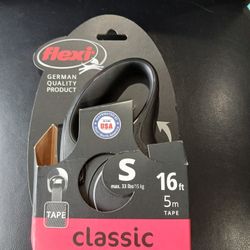 flexi
GERMAN
QUALITY
PRODUCT
USA
S
max. 33 lbs/15 kg
16 ft
5 m
TAPE
TAPE
classic